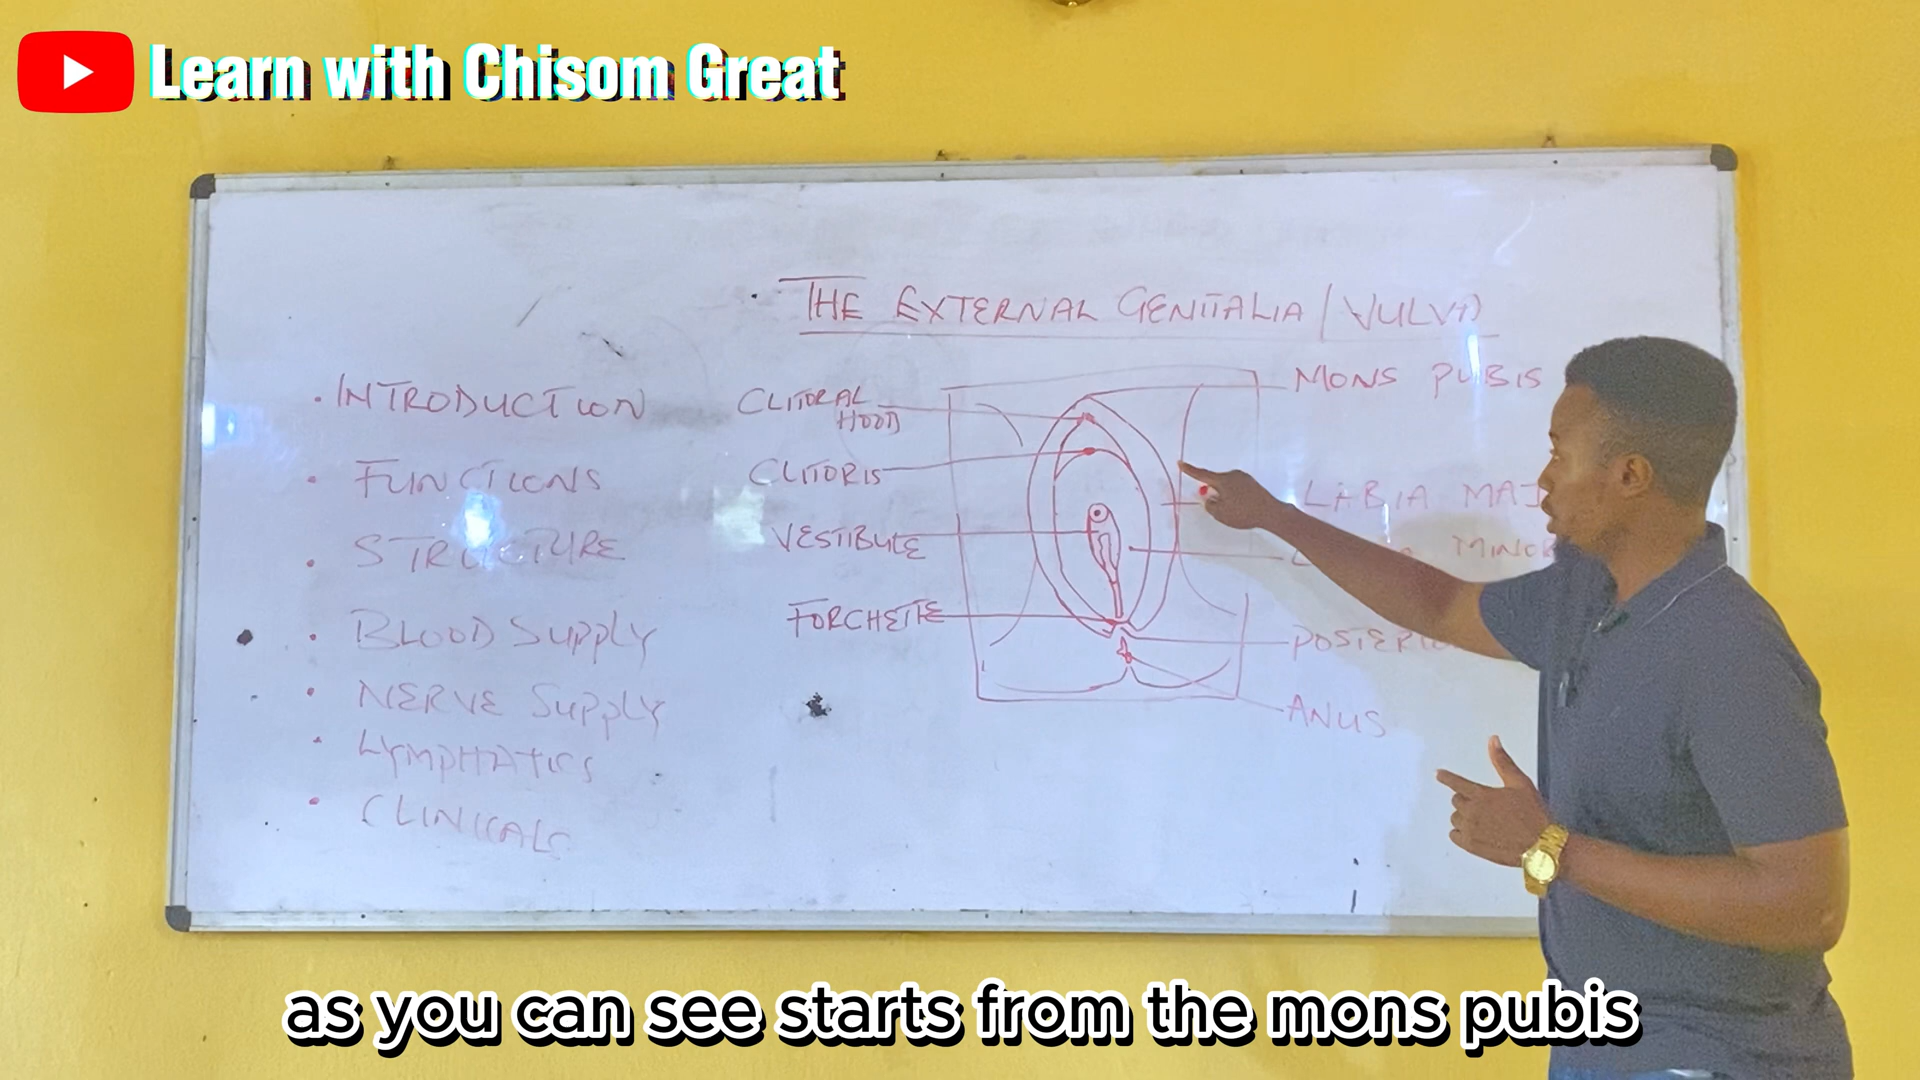 Learn with Chisom Great
THE EXTERNAL GENITALIA / VULVA
INTRODUCTION
FUNCTIONS
STRUCTURE
BLOOD SUPPLY
NERVE SUPPLY
LYMPHATICS
CLINICALS
CLITORAL
HOOD
CLITORIS
VESTIBULE
FORCHETTE
MONS PUBIS
LABIA MAJ
MINOR
POSTERIO
ANUS
as you can see starts from the mons pubis